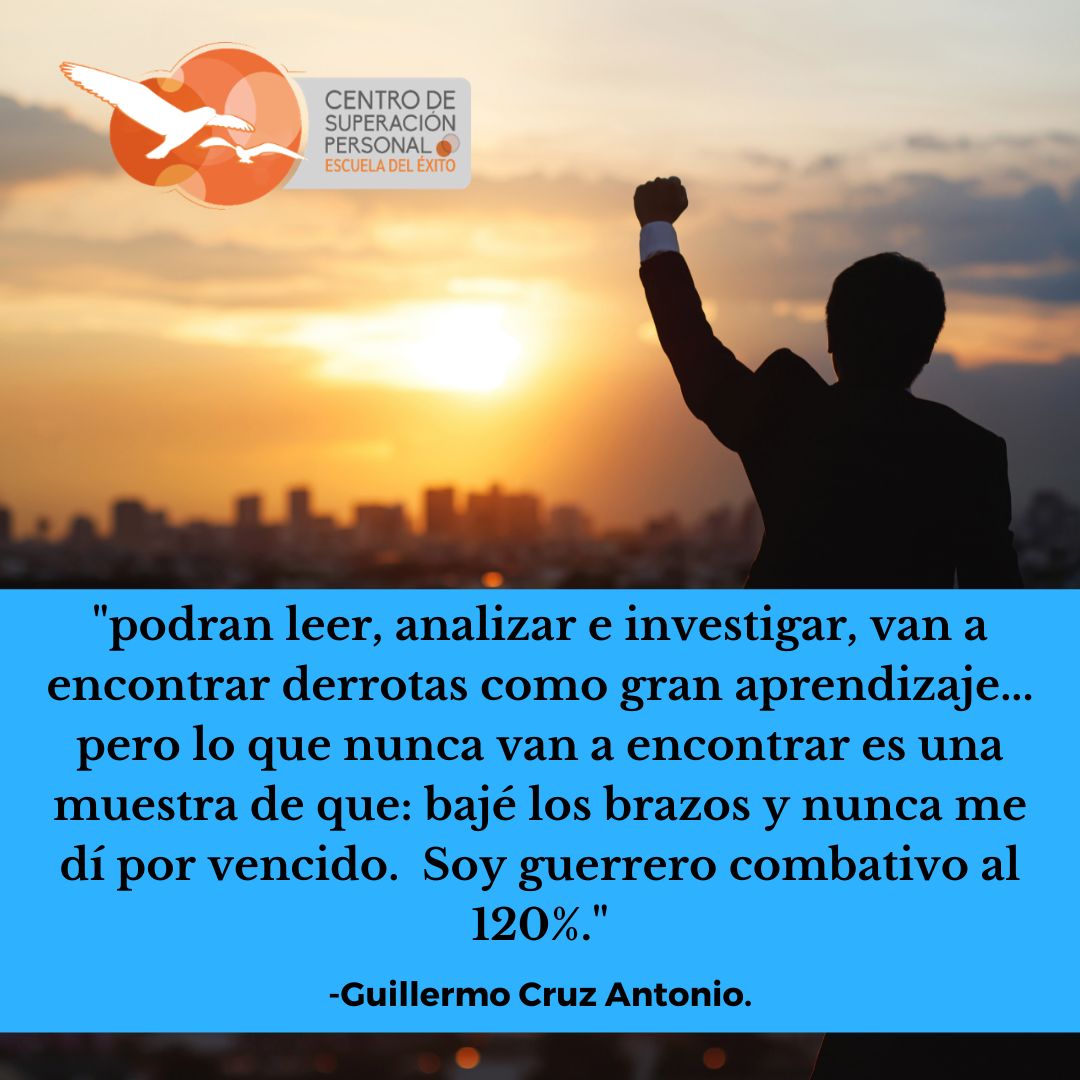 CENTRO DE
SUPERACIÓN
PERSONAL
ESCUELA DEL ÉXITO
"podran leer, analizar e investigar, van a
encontrar derrotas como gran aprendizaje...
pero lo que nunca van a encontrar es una
muestra de que: bajé los brazos y nunca me
dí por vencido.  Soy guerrero combativo al
120%."
-Guillermo Cruz Antonio.